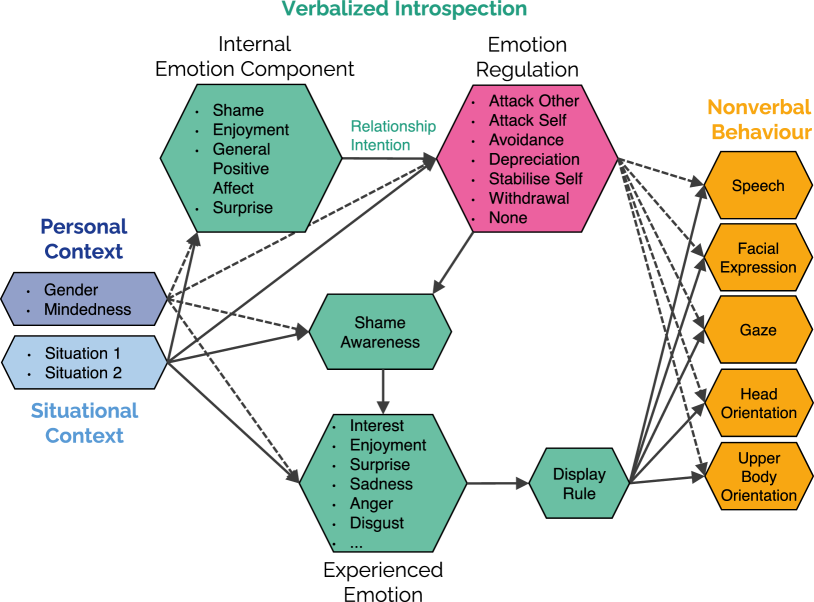 Verbalized Introspection
Internal
Emotion Component
Emotion
Regulation
· Shame
· Enjoyment
· General
Positive
Affect
· Surprise
Relationship
Intention
· Attack Other
· Attack Self
· Avoidance
· Depreciation
· Stabilise Self
· Withdrawal
· None
Nonverbal
Behaviour
Speech
Facial
Expression
Gaze
Head
Orientation
Upper
Body
Orientation
Personal
Context
· Gender
· Mindedness
· Situation 1
· Situation 2
Situational
Context
Shame
Awareness
· Interest
· Enjoyment
· Surprise
· Sadness
· Anger
· Disgust
· ...
Experienced
Emotion
Display
Rule